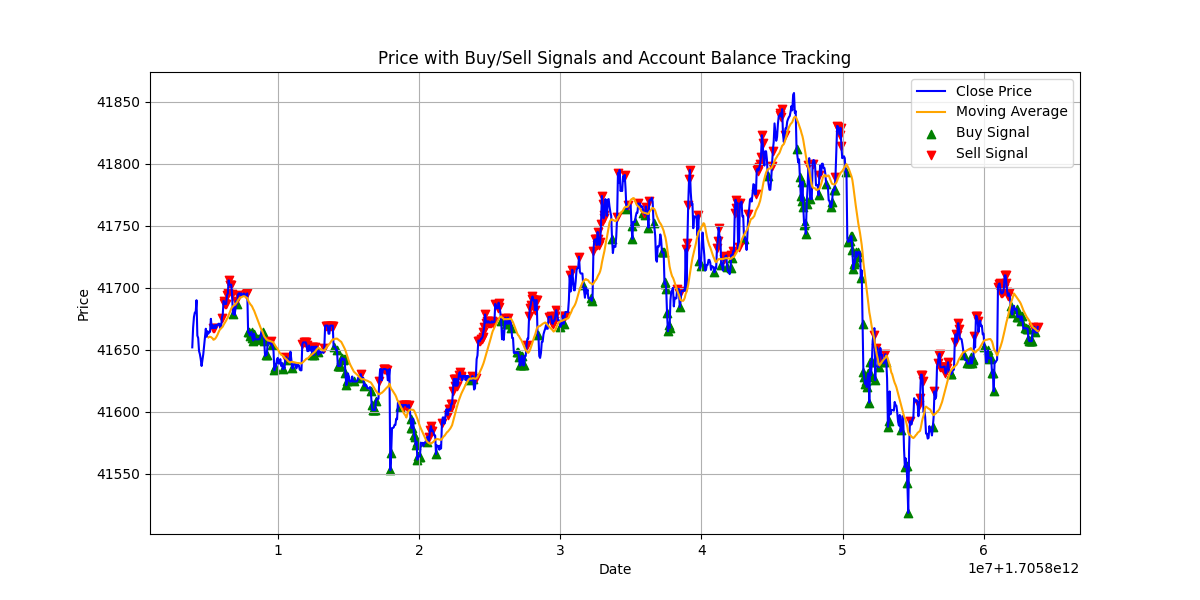 Price with Buy/Sell Signals and Account Balance Tracking
Close Price
Moving Average
Buy Signal
Sell Signal
41850
41800
41750
41700
41650
41600
41550
Price
1 2 3 4 5 6
Date
1e7+1.7058e12